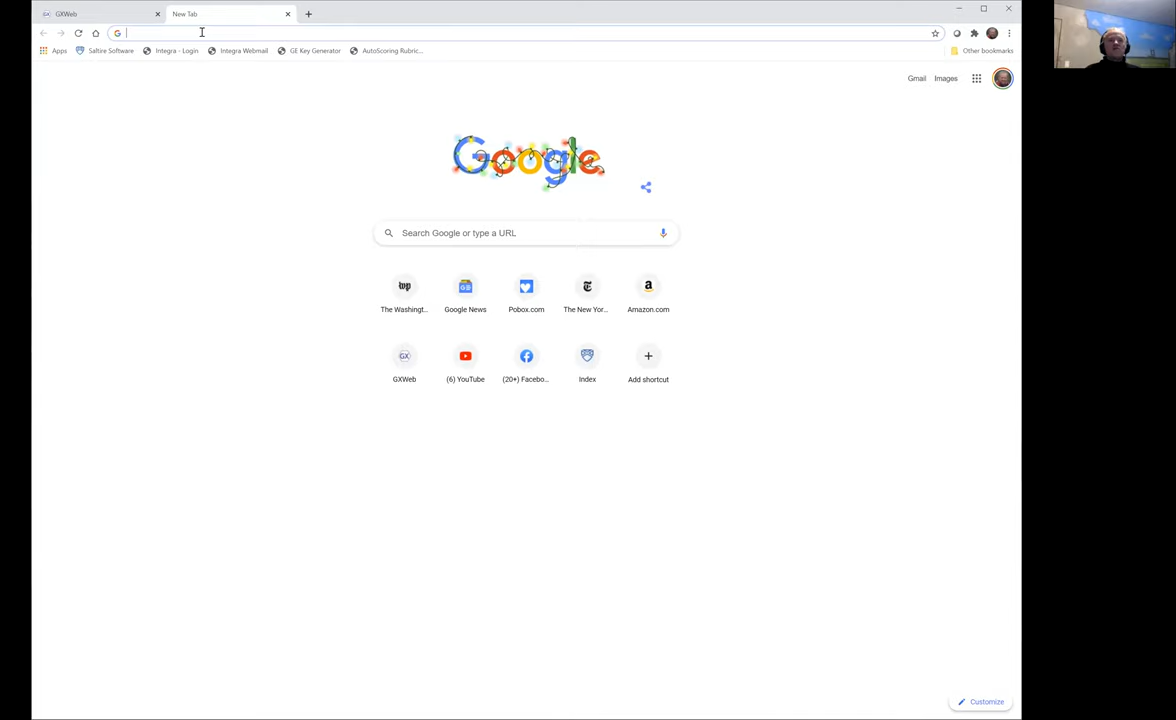 GXWeb
New Tab
Apps
Saltire Software
Integra - Login
Integra Webmail
GE Key Generator
AutoScoring Rubric...
Other bookmarks
Gmail
Images
Google
Search Google or type a URL
The Washingt...
Google News
Pobox.com
The New Yor...
Amazon.com
GXWeb
(6) YouTube
(20+) Facebo...
Index
Add shortcut
Customize